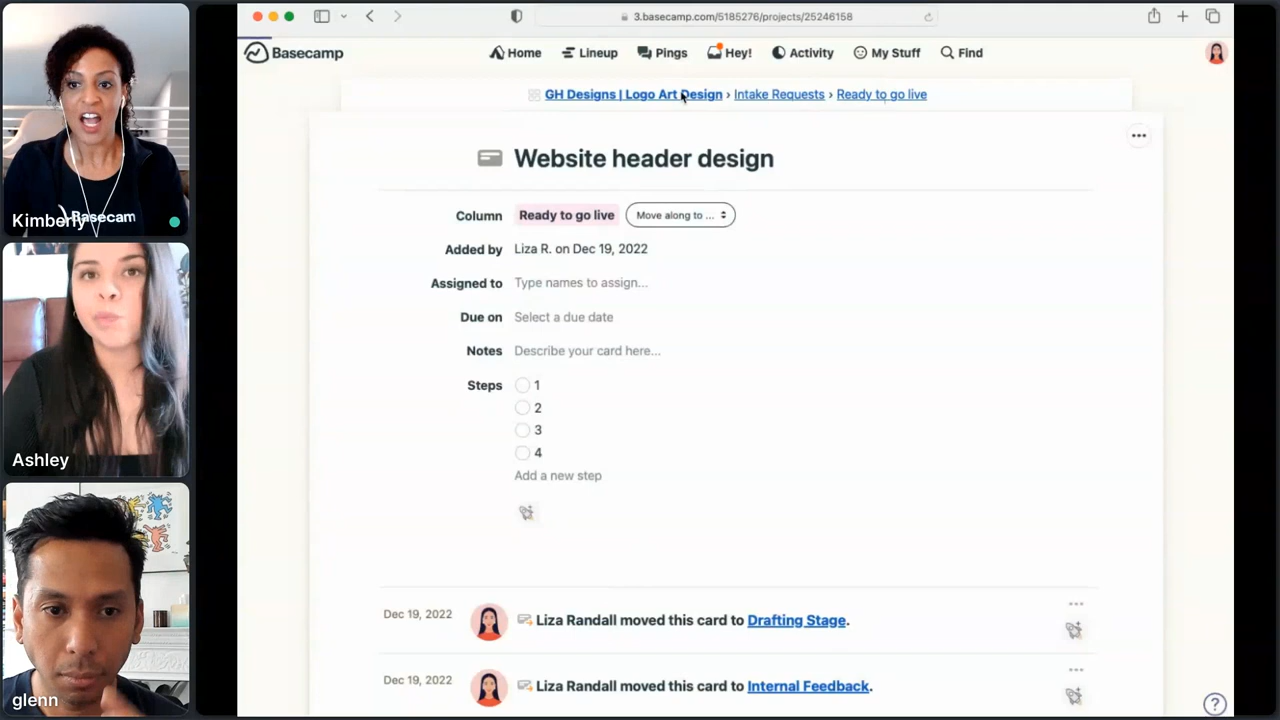 3.basecamp.com/5185276/projects/25246158
Basecamp
Home
Lineup
Pings
Hey!
Activity
My Stuff
Find
GH Designs | Logo Art Design › Intake Requests › Ready to go live
Website header design
Column Ready to go live Move along to ...
Added by Liza R. on Dec 19, 2022
Assigned to Type names to assign...
Due on Select a due date
Notes Describe your card here...
Steps 1
2
3
4
Add a new step
Dec 19, 2022 Liza Randall moved this card to Drafting Stage.
Dec 19, 2022 Liza Randall moved this card to Internal Feedback.
?
Basecam
Kimberly
Ashley
glenn